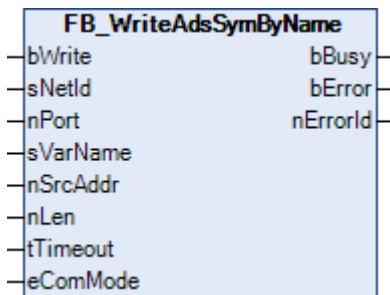 FB_WriteAdsSymByName
bWrite bBusy
sNetId bError
nPort nErrorId
sVarName
nSrcAddr
nLen
tTimeout
eComMode